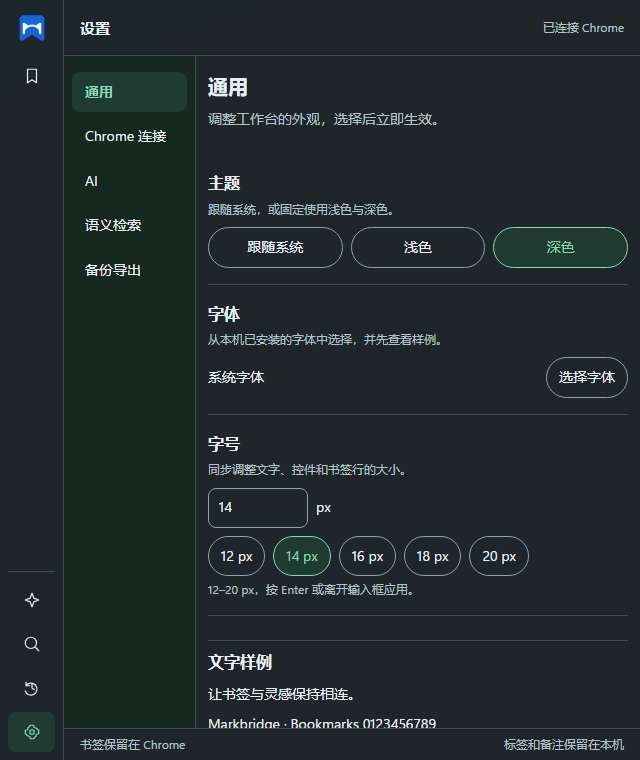 设置
已连接 Chrome
通用
Chrome 连接
AI
语义检索
备份导出
通用
调整工作台的外观，选择后立即生效。
主题
跟随系统，或固定使用浅色与深色。
跟随系统
浅色
深色
字体
从本机已安装的字体中选择，并先查看样例。
系统字体
选择字体
字号
同步调整文字、控件和书签行的大小。
14 px
12 px
14 px
16 px
18 px
20 px
12–20 px，按 Enter 或离开输入框应用。
文字样例
让书签与灵感保持相连。
Markbridge · Bookmarks 0123456789
书签保留在 Chrome
标签和备注保留在本机